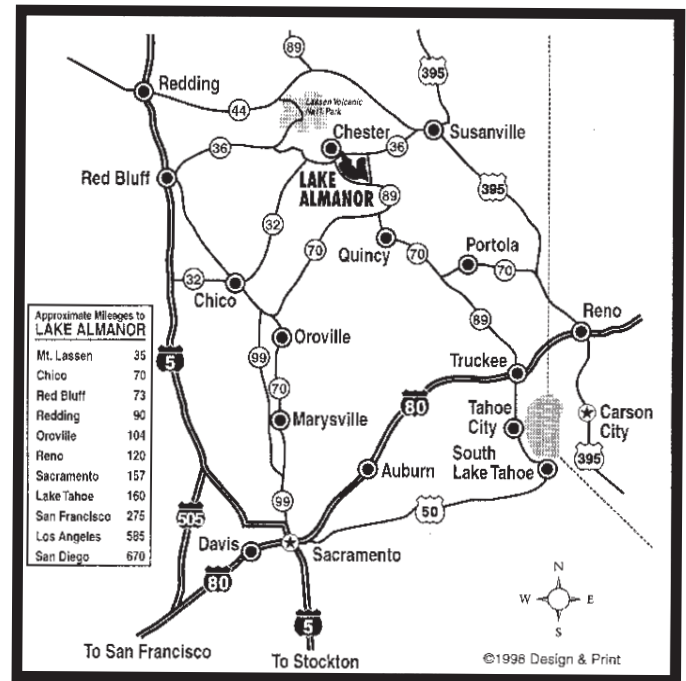 89
395
Redding
44
Lassen Volcanic
Nat'l. Park
Chester
36
Susanville
36
Red Bluff
LAKE
ALMANOR
89
395
32
70
Quincy
70
Portola
70
32
Chico
Reno
89
Approximate Mileages to
LAKE ALMANOR
Mt. Lassen 35
Chico 70
Red Bluff 73
Redding 90
Oroville 104
Reno 120
Sacramento 157
Lake Tahoe 160
San Francisco 275
Los Angeles 585
San Diego 670
5
99
Oroville
Truckee
70
80
Marysville
Tahoe
City
Carson
City
395
South
Lake Tahoe
Auburn
99
50
505
Davis
Sacramento
80
5
N
W E
S
To San Francisco
To Stockton
©1998 Design & Print